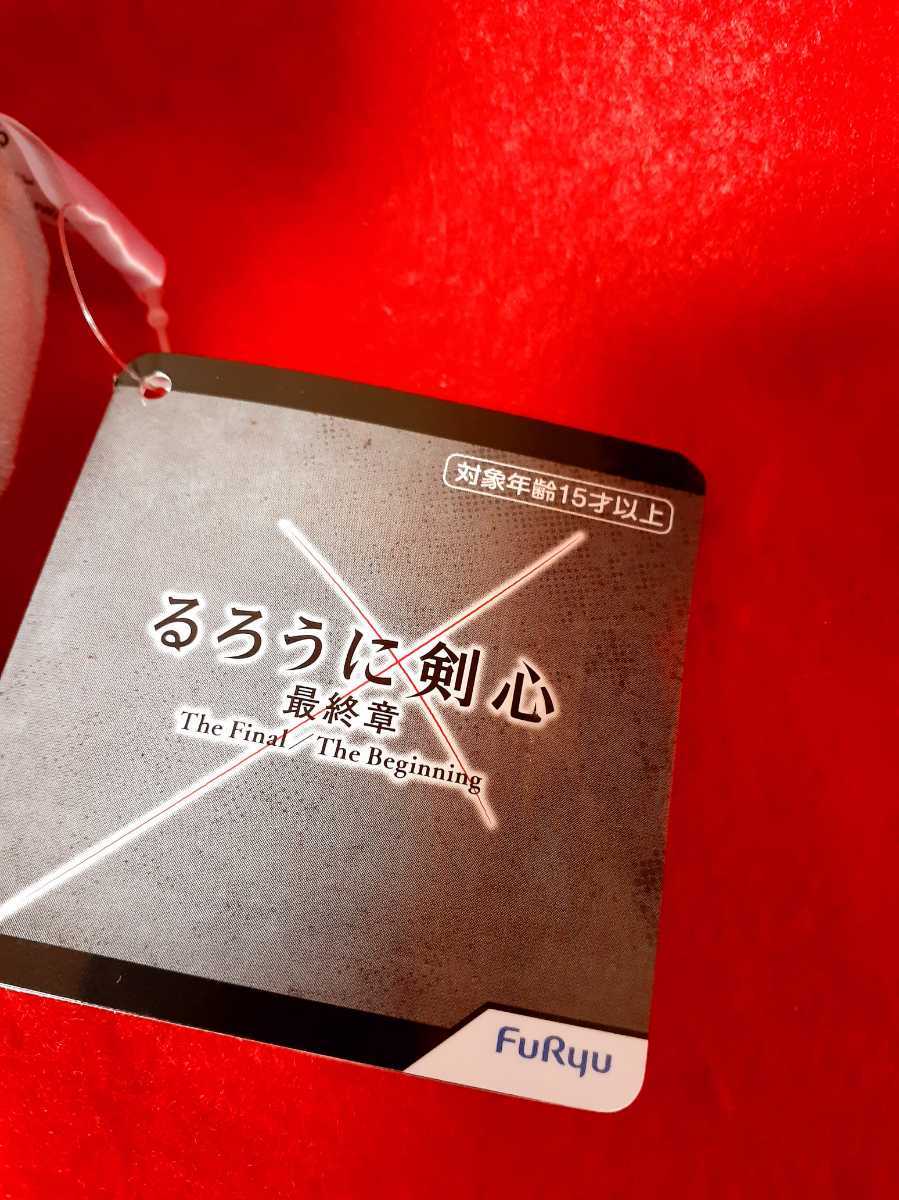 対象年齢15才以上
るろうに剣心
最終章
The Final／The Beginning
FuRyu